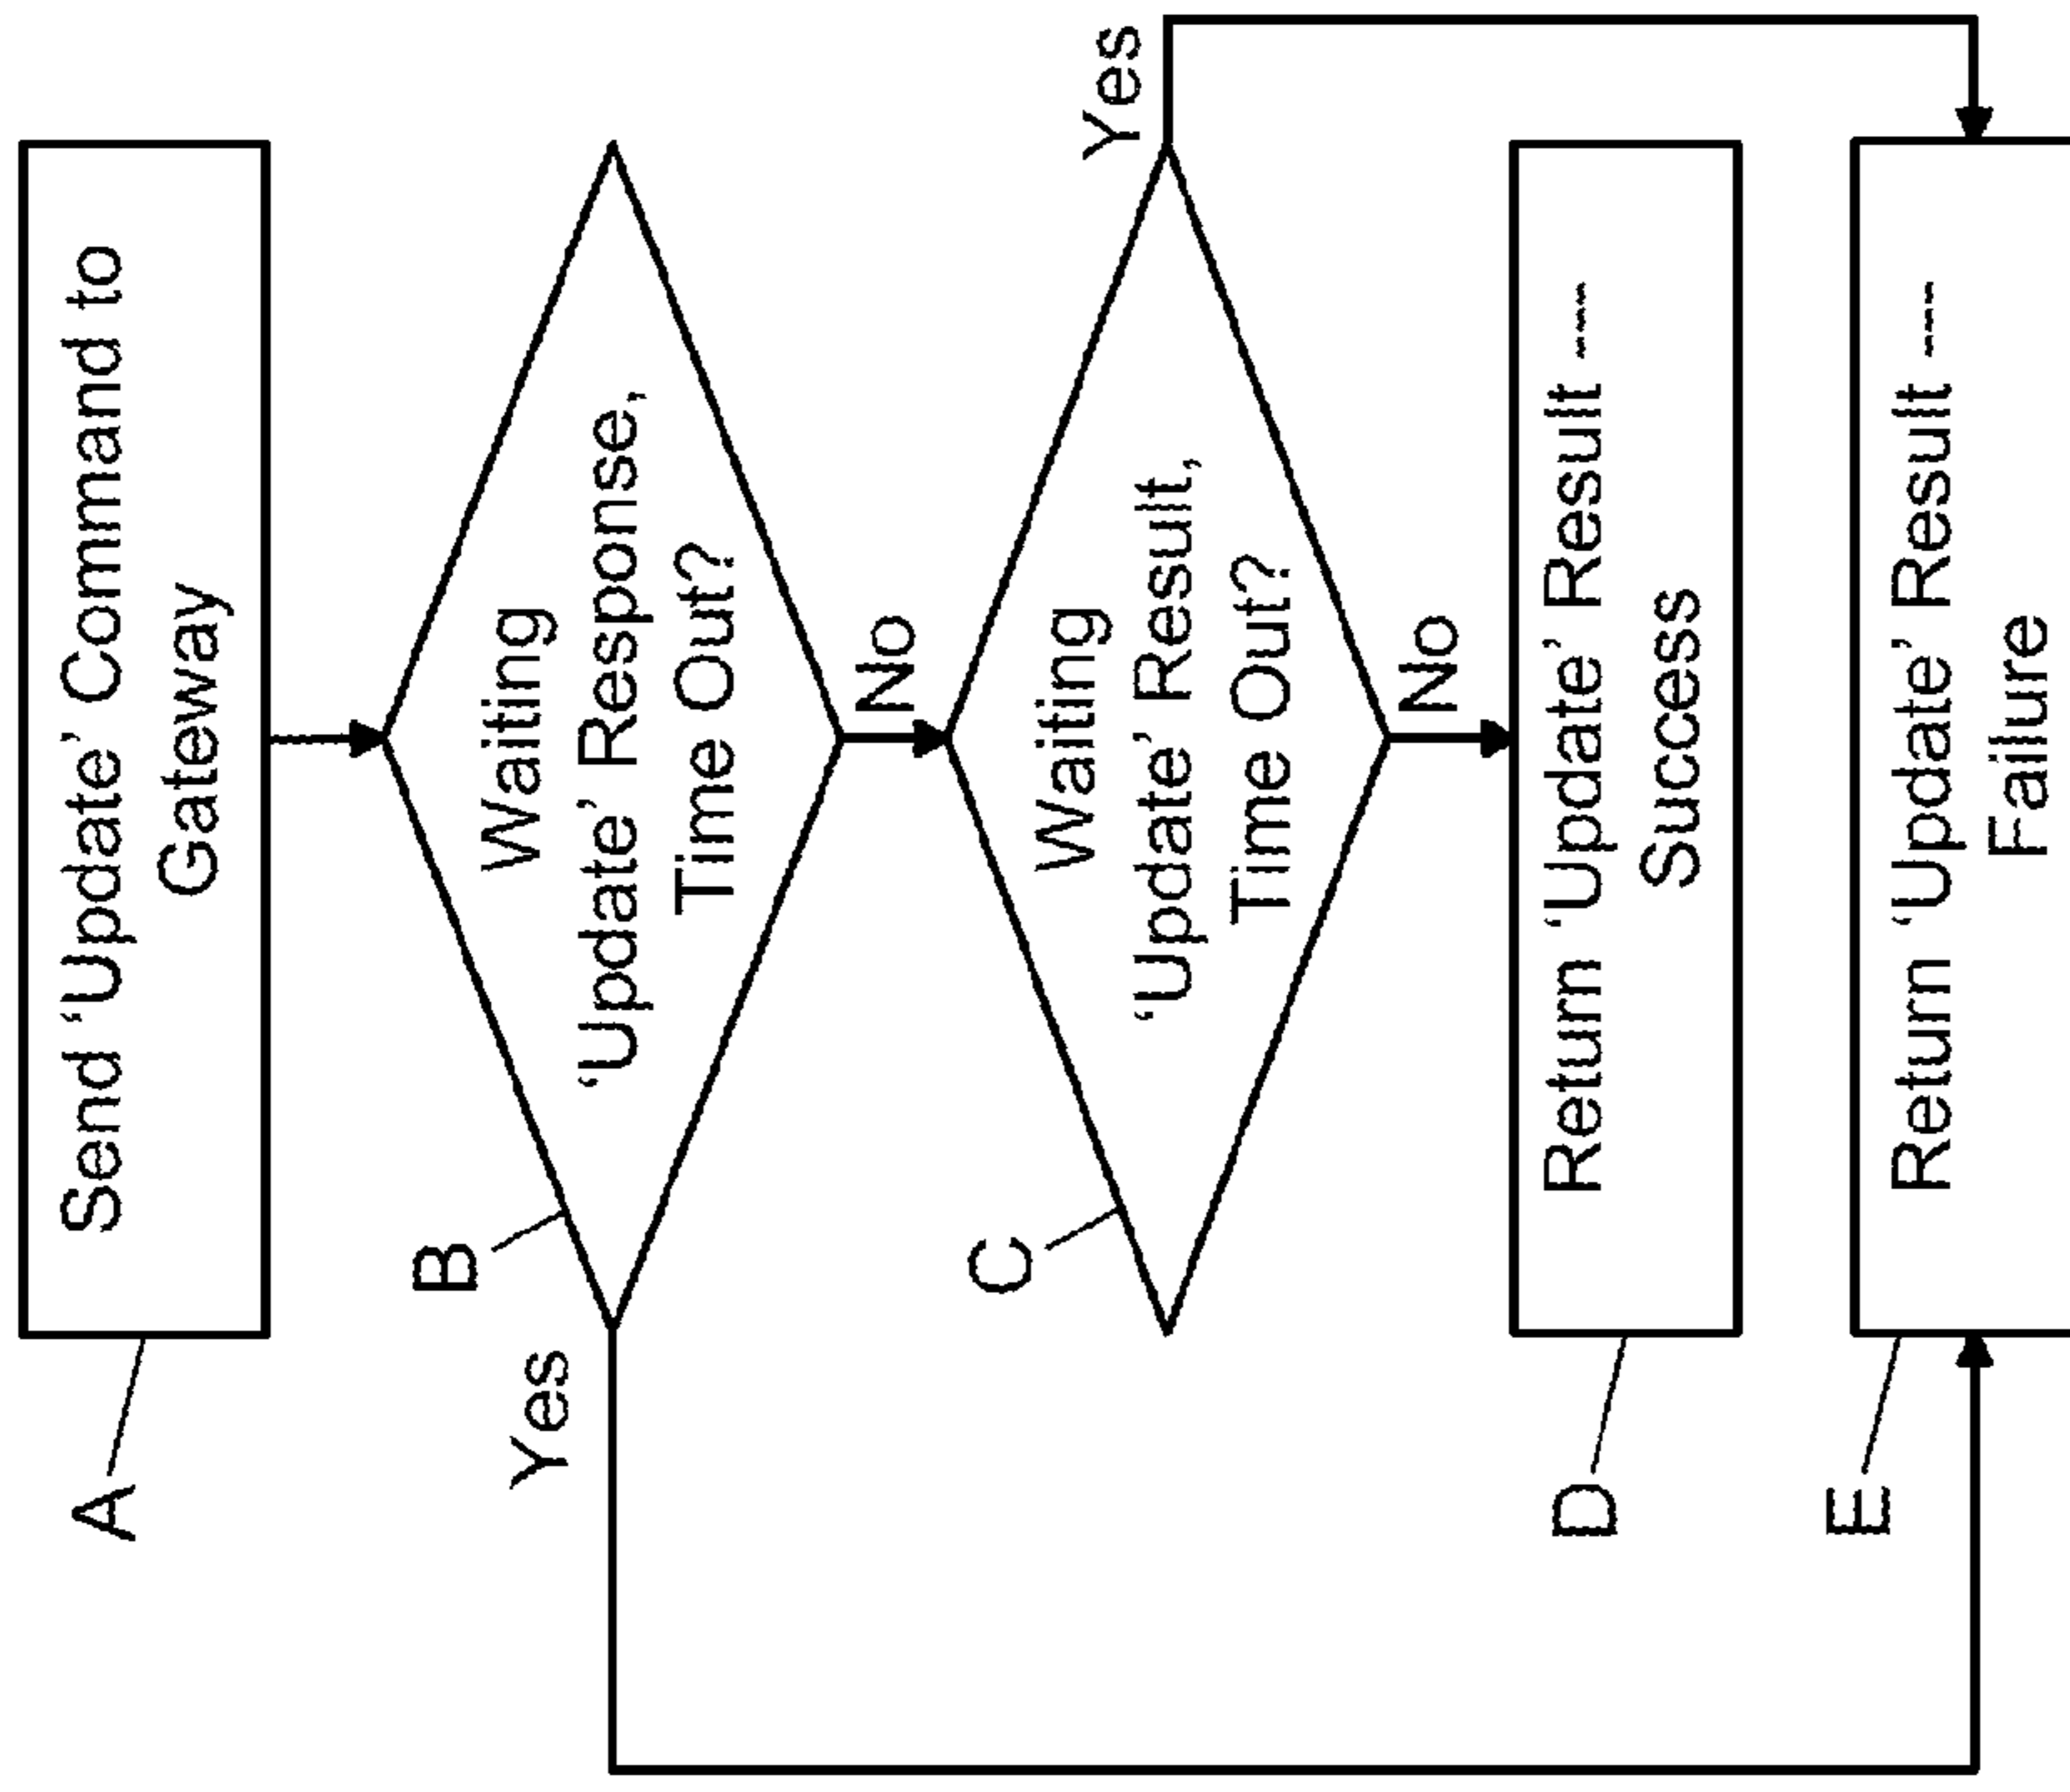 A
Send ‘Update’ Command to
Gateway
B
Waiting
‘Update’ Response,
Time Out?
Yes
No
C
Waiting
‘Update’ Result,
Time Out?
Yes
No
D
Return ‘Update’ Result ---
Success
E
Return ‘Update’ Result ---
Failure